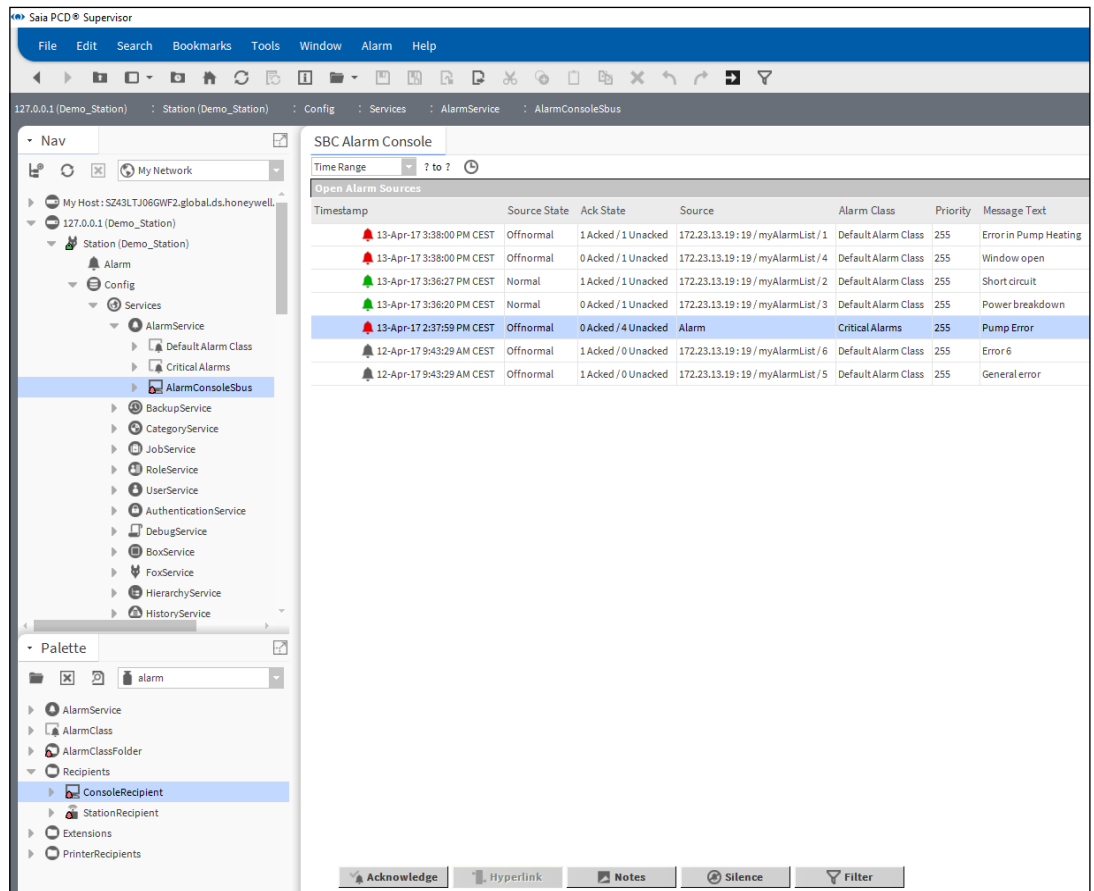 Saia PCD® Supervisor
File Edit Search Bookmarks Tools Window Alarm Help
127.0.0.1 (Demo_Station) : Station (Demo_Station) : Config : Services : AlarmService : AlarmConsoleSbus
Nav
My Network
My Host : SZ43LTJ06GWF2.global.ds.honeywell.
127.0.0.1 (Demo_Station)
Station (Demo_Station)
Alarm
Config
Services
AlarmService
Default Alarm Class
Critical Alarms
AlarmConsoleSbus
BackupService
CategoryService
JobService
RoleService
UserService
AuthenticationService
DebugService
BoxService
FoxService
HierarchyService
HistoryService
Palette
alarm
AlarmService
AlarmClass
AlarmClassFolder
Recipients
ConsoleRecipient
StationRecipient
Extensions
PrinterRecipients
SBC Alarm Console
Time Range ? to ?
Open Alarm Sources
Timestamp Source State Ack State Source Alarm Class Priority Message Text
13-Apr-17 3:38:00 PM CEST Offnormal 1 Acked / 1 Unacked 172.23.13.19 : 19 / myAlarmList / 1 Default Alarm Class 255 Error in Pump Heating
13-Apr-17 3:38:00 PM CEST Offnormal 0 Acked / 1 Unacked 172.23.13.19 : 19 / myAlarmList / 4 Default Alarm Class 255 Window open
13-Apr-17 3:36:27 PM CEST Normal 1 Acked / 1 Unacked 172.23.13.19 : 19 / myAlarmList / 2 Default Alarm Class 255 Short circuit
13-Apr-17 3:36:20 PM CEST Normal 0 Acked / 1 Unacked 172.23.13.19 : 19 / myAlarmList / 3 Default Alarm Class 255 Power breakdown
13-Apr-17 2:37:59 PM CEST Offnormal 0 Acked / 4 Unacked Alarm Critical Alarms 255 Pump Error
12-Apr-17 9:43:29 AM CEST Offnormal 1 Acked / 0 Unacked 172.23.13.19 : 19 / myAlarmList / 6 Default Alarm Class 255 Error 6
12-Apr-17 9:43:29 AM CEST Offnormal 1 Acked / 0 Unacked 172.23.13.19 : 19 / myAlarmList / 5 Default Alarm Class 255 General error
Acknowledge Hyperlink Notes Silence Filter